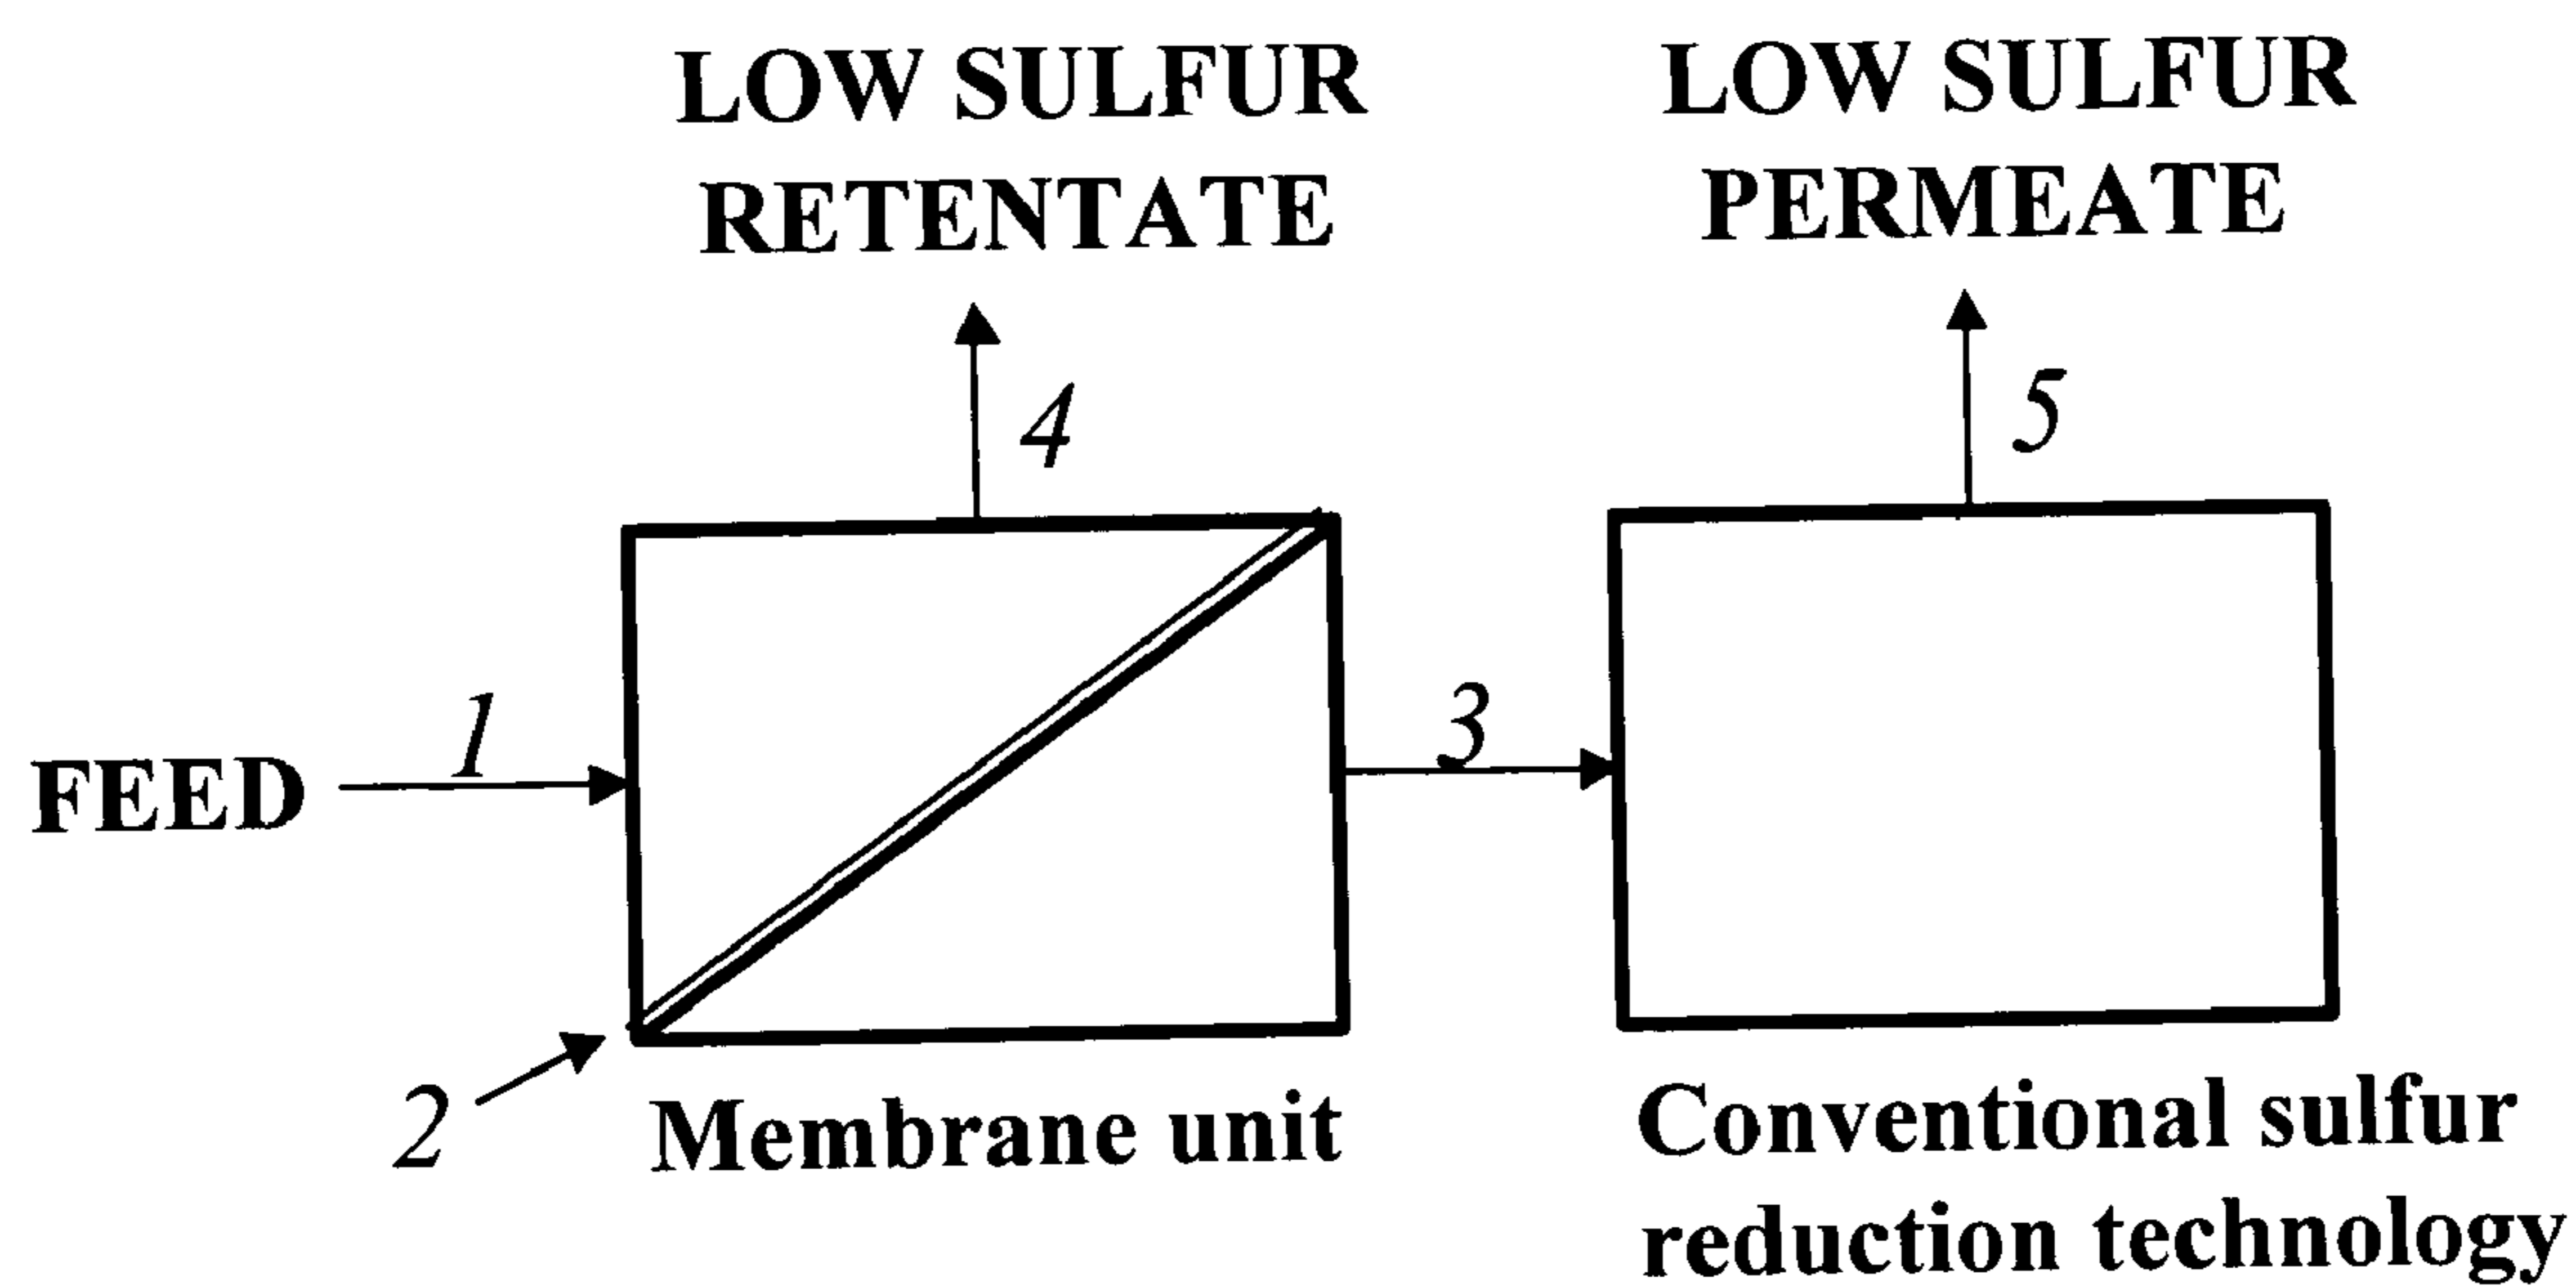 LOW SULFUR
RETENTATE
LOW SULFUR
PERMEATE
4
5
1
3
FEED
2
Membrane unit
Conventional sulfur
reduction technology